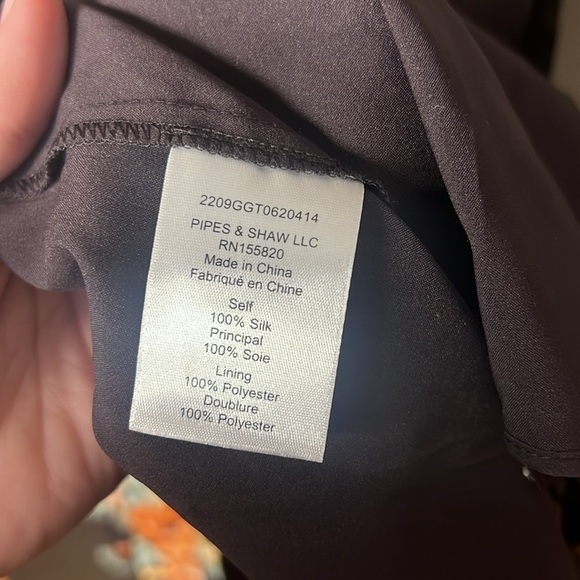 2209GGT0620414
PIPES & SHAW LLC
RN155820
Made in China
Fabriqué en Chine
Self
100% Silk
Principal
100% Soie
Lining
100% Polyester
Doublure
100% Polyester